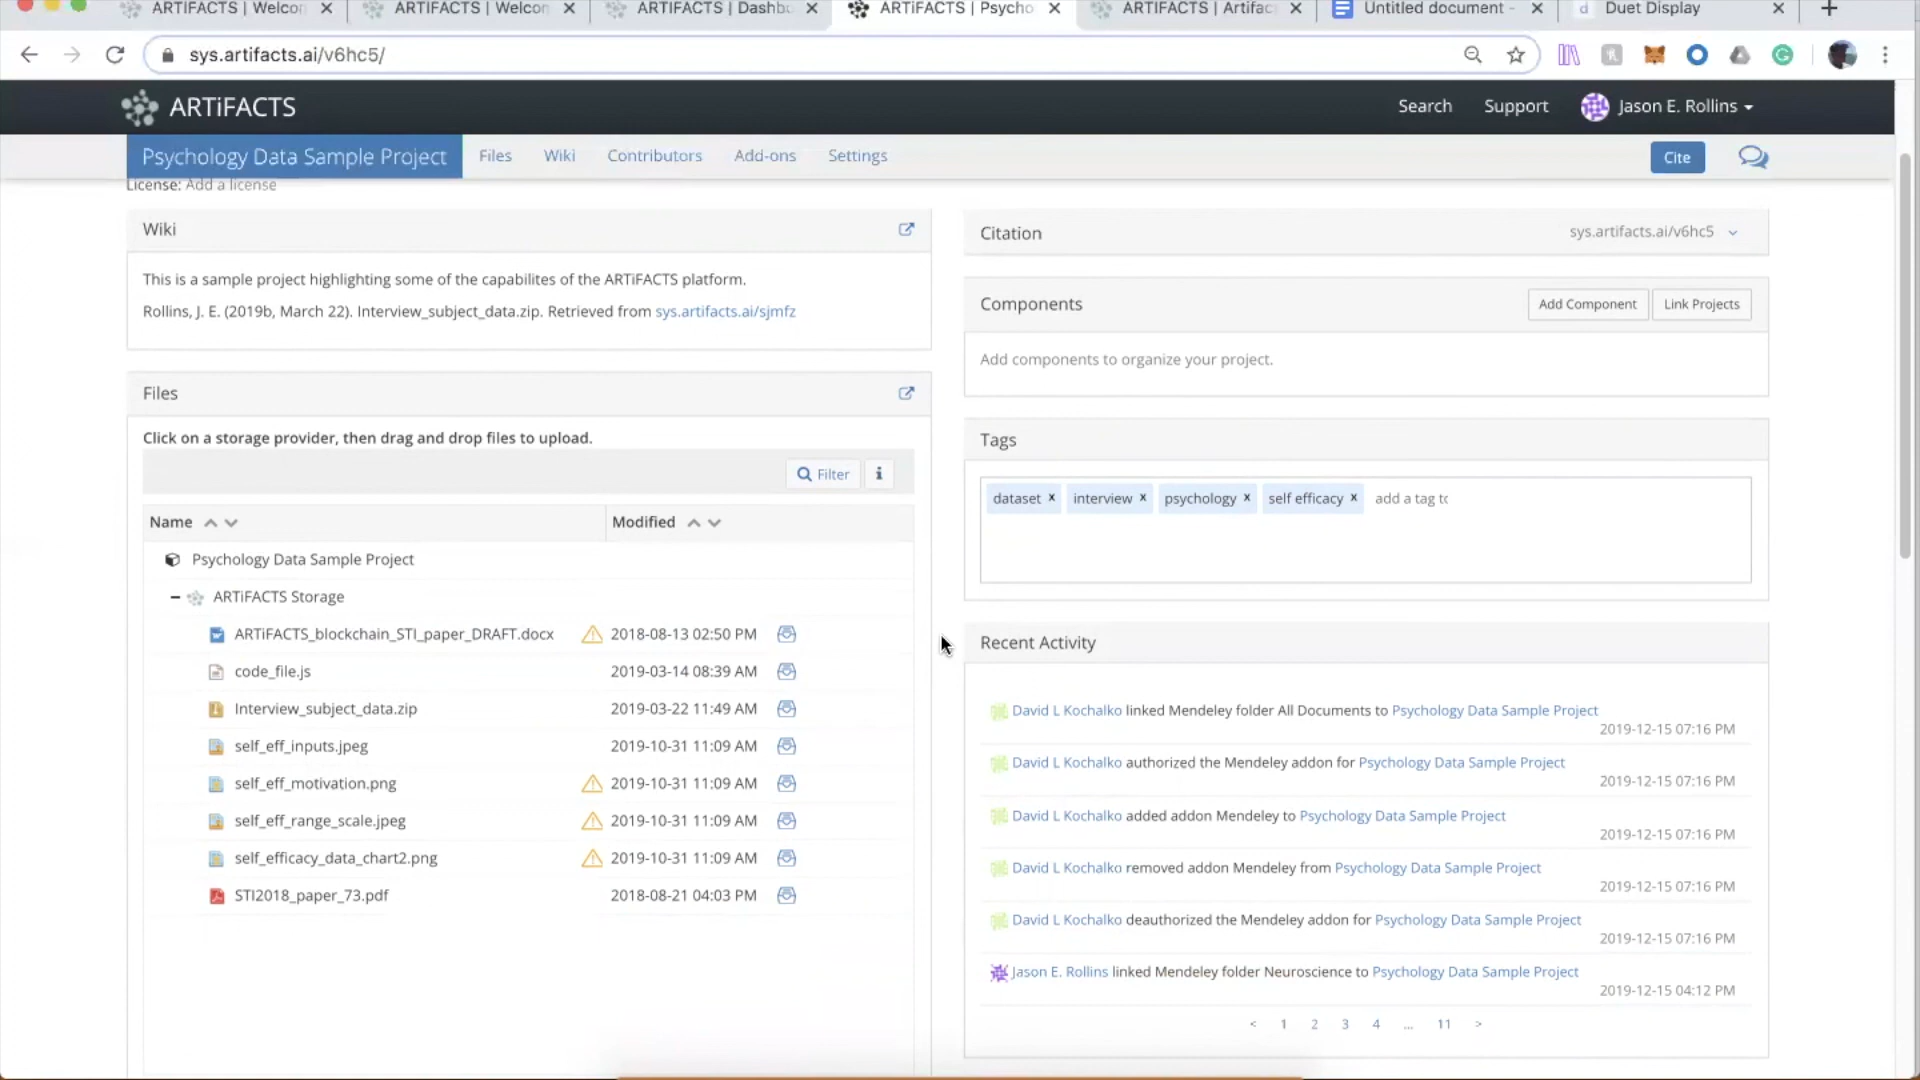 ARTiFACTS | Welcon
ARTiFACTS | Welcon
ARTiFACTS | Dashbo
ARTiFACTS | Psycho
ARTiFACTS | Artifac
Untitled document -
Duet Display
sys.artifacts.ai/v6hc5/
ARTiFACTS
Search
Support
Jason E. Rollins
Psychology Data Sample Project
Files
Wiki
Contributors
Add-ons
Settings
Cite
License: Add a license
Wiki
This is a sample project highlighting some of the capabilites of the ARTiFACTS platform.
Rollins, J. E. (2019b, March 22). Interview_subject_data.zip. Retrieved from sys.artifacts.ai/sjmfz
Files
Click on a storage provider, then drag and drop files to upload.
Filter
i
Name
Modified
Psychology Data Sample Project
ARTiFACTS Storage
ARTiFACTS_blockchain_STI_paper_DRAFT.docx 2018-08-13 02:50 PM
code_file.js 2019-03-14 08:39 AM
Interview_subject_data.zip 2019-03-22 11:49 AM
self_eff_inputs.jpeg 2019-10-31 11:09 AM
self_eff_motivation.png 2019-10-31 11:09 AM
self_eff_range_scale.jpeg 2019-10-31 11:09 AM
self_efficacy_data_chart2.png 2019-10-31 11:09 AM
STI2018_paper_73.pdf 2018-08-21 04:03 PM
Citation
sys.artifacts.ai/v6hc5
Components
Add Component
Link Projects
Add components to organize your project.
Tags
dataset x interview x psychology x self efficacy x add a tag to
Recent Activity
David L Kochalko linked Mendeley folder All Documents to Psychology Data Sample Project
2019-12-15 07:16 PM
David L Kochalko authorized the Mendeley addon for Psychology Data Sample Project
2019-12-15 07:16 PM
David L Kochalko added addon Mendeley to Psychology Data Sample Project
2019-12-15 07:16 PM
David L Kochalko removed addon Mendeley from Psychology Data Sample Project
2019-12-15 07:16 PM
David L Kochalko deauthorized the Mendeley addon for Psychology Data Sample Project
2019-12-15 07:16 PM
Jason E. Rollins linked Mendeley folder Neuroscience to Psychology Data Sample Project
2019-12-15 04:12 PM
< 1 2 3 4 ... 11 >